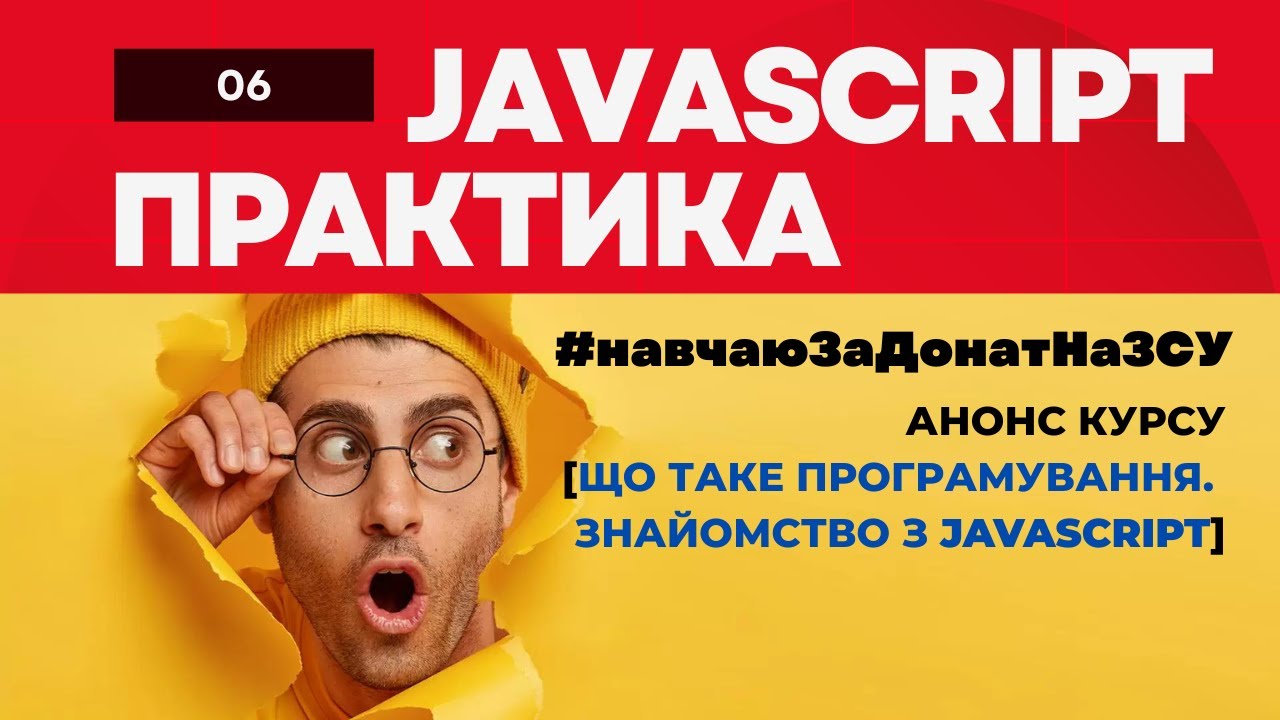 06
JAVASCRIPT
ПРАКТИКА
#навчаюЗаДонатНаЗСУ
АНОНС КУРСУ
[ЩО ТАКЕ ПРОГРАМУВАННЯ.
ЗНАЙОМСТВО З JAVASCRIPT]